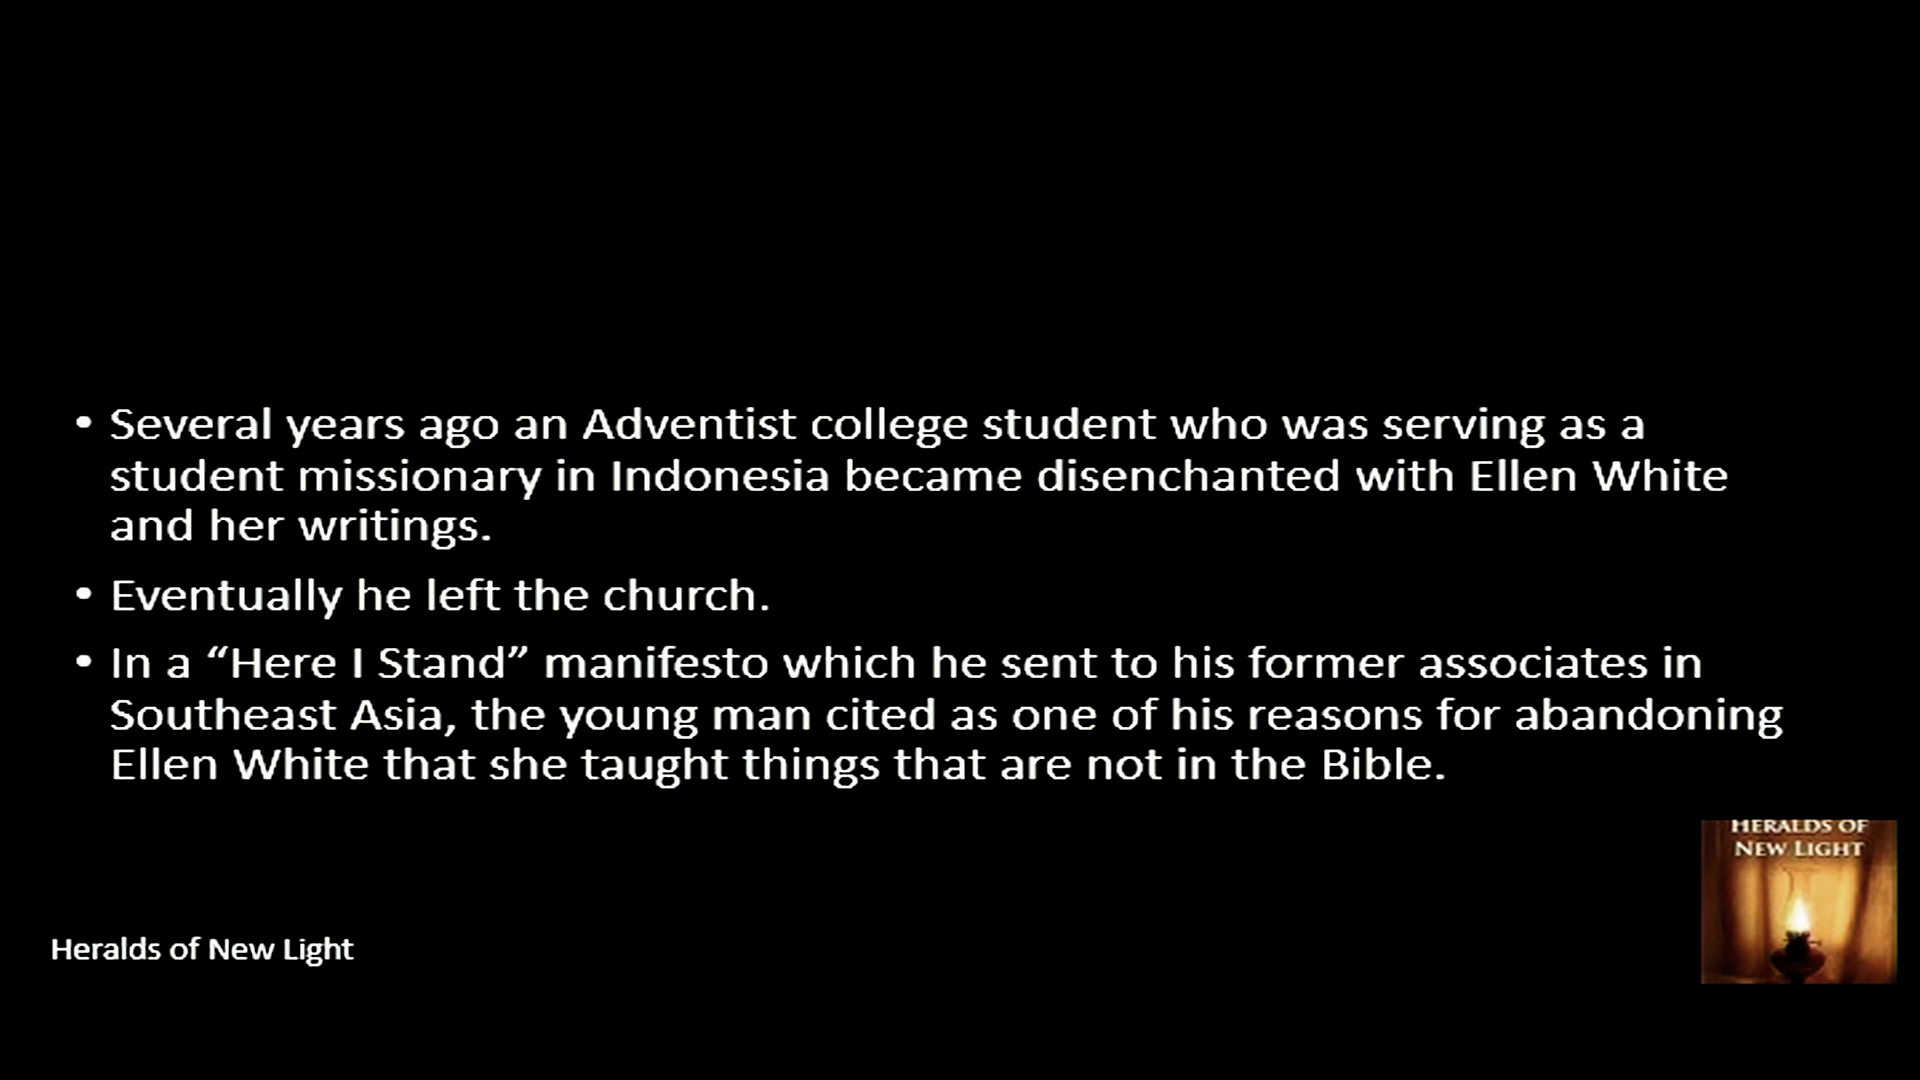 • Several years ago an Adventist college student who was serving as a
student missionary in Indonesia became disenchanted with Ellen White
and her writings.
• Eventually he left the church.
• In a “Here I Stand” manifesto which he sent to his former associates in
Southeast Asia, the young man cited as one of his reasons for abandoning
Ellen White that she taught things that are not in the Bible.
HERALDS OF
NEW LIGHT
Heralds of New Light